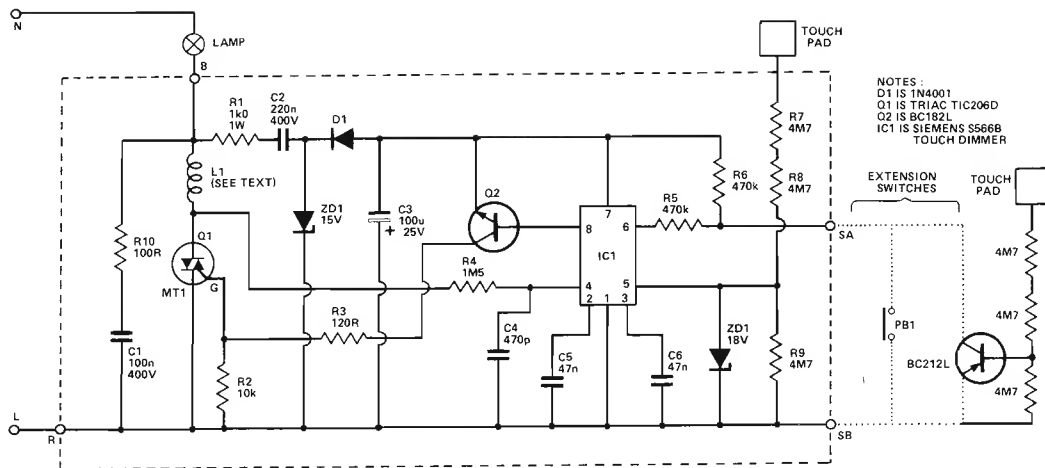 N
LAMP
B
R1
1k0
1W
C2
220n
400V
D1
L1
(SEE TEXT)
R10
100R
Q1
MT1
G
C1
100n
400V
R2
10k
R3
120R
ZD1
15V
C3
100u
25V
+
Q2
R4
1M5
C4
470p
8
7
6
IC1
4
5
2
1
3
C5
47n
C6
47n
R5
470k
R6
470k
TOUCH
PAD
R7
4M7
R8
4M7
ZD1
18V
R9
4M7
SA
SB
NOTES :
D1 IS 1N4001
Q1 IS TRIAC TIC206D
Q2 IS BC182L
IC1 IS SIEMENS S566B
TOUCH DIMMER
EXTENSION
SWITCHES
TOUCH
PAD
PB1
4M7
4M7
BC212L
4M7
L
R